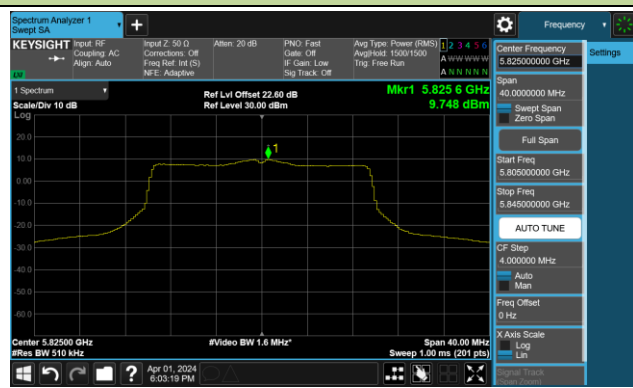 Spectrum Analyzer 1
Swept SA
+
Frequency
KEYSIGHT
Input: RF
Coupling: AC
Align: Auto
Input Z: 50 Ω
Corrections: Off
Freq Ref: Int (S)
NFE: Adaptive
Atten: 20 dB
PNO: Fast
Gate: Off
IF Gain: Low
Sig Track: Off
Avg Type: Power (RMS)
Avg|Hold: 1500/1500
Trig: Free Run
1 2 3 4 5 6
A W W W W W
A N N N N N
1 Spectrum
Scale/Div 10 dB
Log
Ref Lvl Offset 22.60 dB
Ref Level 30.00 dBm
Mkr1 5.825 6 GHz
9.748 dBm
1
20.0
10.0
0.00
-10.0
-20.0
-30.0
-40.0
-50.0
-60.0
Center 5.82500 GHz
#Res BW 510 kHz
#Video BW 1.6 MHz*
Span 40.00 MHz
Sweep 1.00 ms (201 pts)
Center Frequency
5.825000000 GHz
Span
40.0000000 MHz
Swept Span
Zero Span
Full Span
Start Freq
5.805000000 GHz
Stop Freq
5.845000000 GHz
AUTO TUNE
CF Step
4.000000 MHz
Auto
Man
Freq Offset
0 Hz
X Axis Scale
Log
Lin
Signal Track
(Span Zoom)
Settings
?
Apr 01, 2024
6:03:19 PM